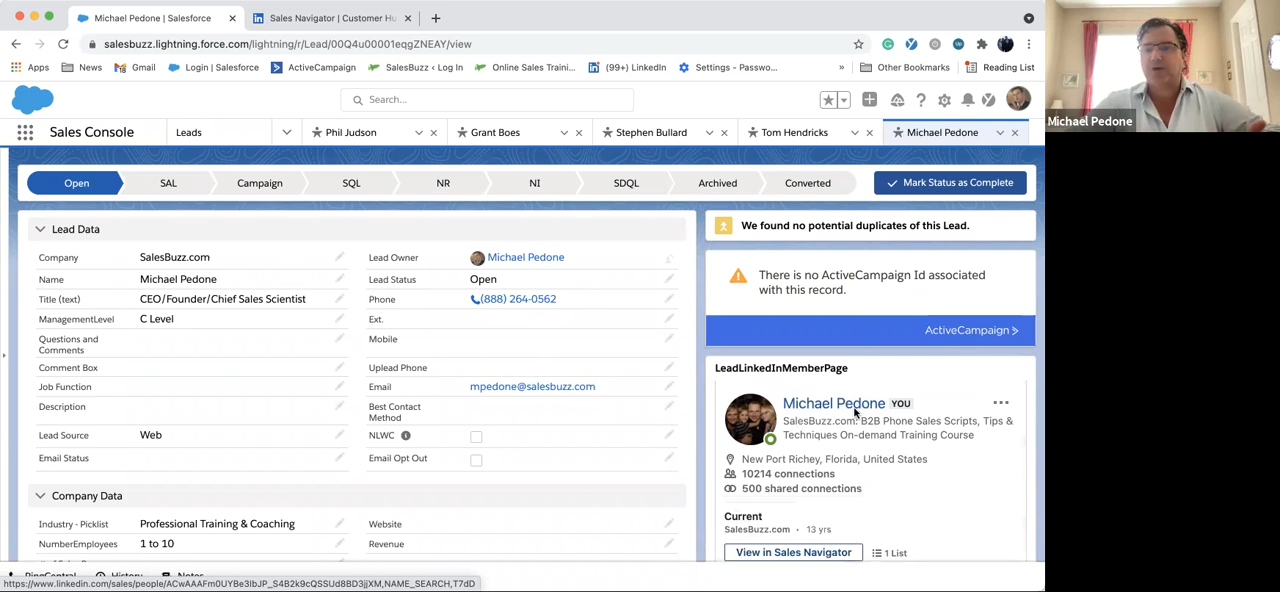 Michael Pedone | Salesforce
Sales Navigator | Customer Hu
salesbuzz.lightning.force.com/lightning/r/Lead/00Q4u00001eqgZNEAY/view
Apps
News
Gmail
Login | Salesforce
ActiveCampaign
SalesBuzz ‹ Log I...
Online Sales Traini...
(99+) LinkedIn
Settings - Passwo...
»
Other Bookmarks
Reading List
Search...
Sales Console
Leads
Phil Judson
Grant Boes
Stephen Bullard
Tom Hendricks
Michael Pedone
Open
SAL
Campaign
SQL
NR
NI
SDQL
Archived
Converted
Mark Status as Complete
Lead Data
Company
SalesBuzz.com
Name
Michael Pedone
Title (text)
CEO/Founder/Chief Sales Scientist
ManagementLevel
C Level
Questions and
Comments
Comment Box
Job Function
Description
Lead Source
Web
Email Status
Lead Owner
Michael Pedone
Lead Status
Open
Phone
(888) 264-0562
Ext.
Mobile
Uplead Phone
Email
mpedone@salesbuzz.com
Best Contact
Method
NLWC
Email Opt Out
Company Data
Industry - Picklist
Professional Training & Coaching
NumberEmployees
1 to 10
Website
Revenue
We found no potential duplicates of this Lead.
There is no ActiveCampaign Id associated
with this record.
ActiveCampaign >
LeadLinkedInMemberPage
Michael Pedone YOU
SalesBuzz.com: B2B Phone Sales Scripts, Tips &
Techniques On-demand Training Course
New Port Richey, Florida, United States
10214 connections
500 shared connections
Current
SalesBuzz.com · 13 yrs
View in Sales Navigator
1 List
RingCentral
History
Notes
Michael Pedone